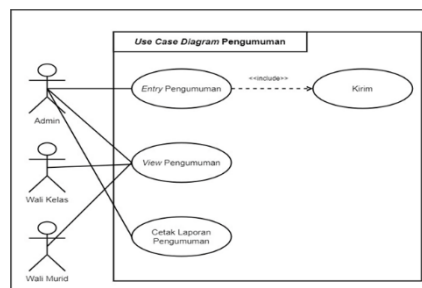 Use Case Diagram Pengumuman
Entry Pengumuman
<<include>>
Kirim
Admin
View Pengumuman
Wali Kelas
Cetak Laporan
Pengumuman
Wali Murid